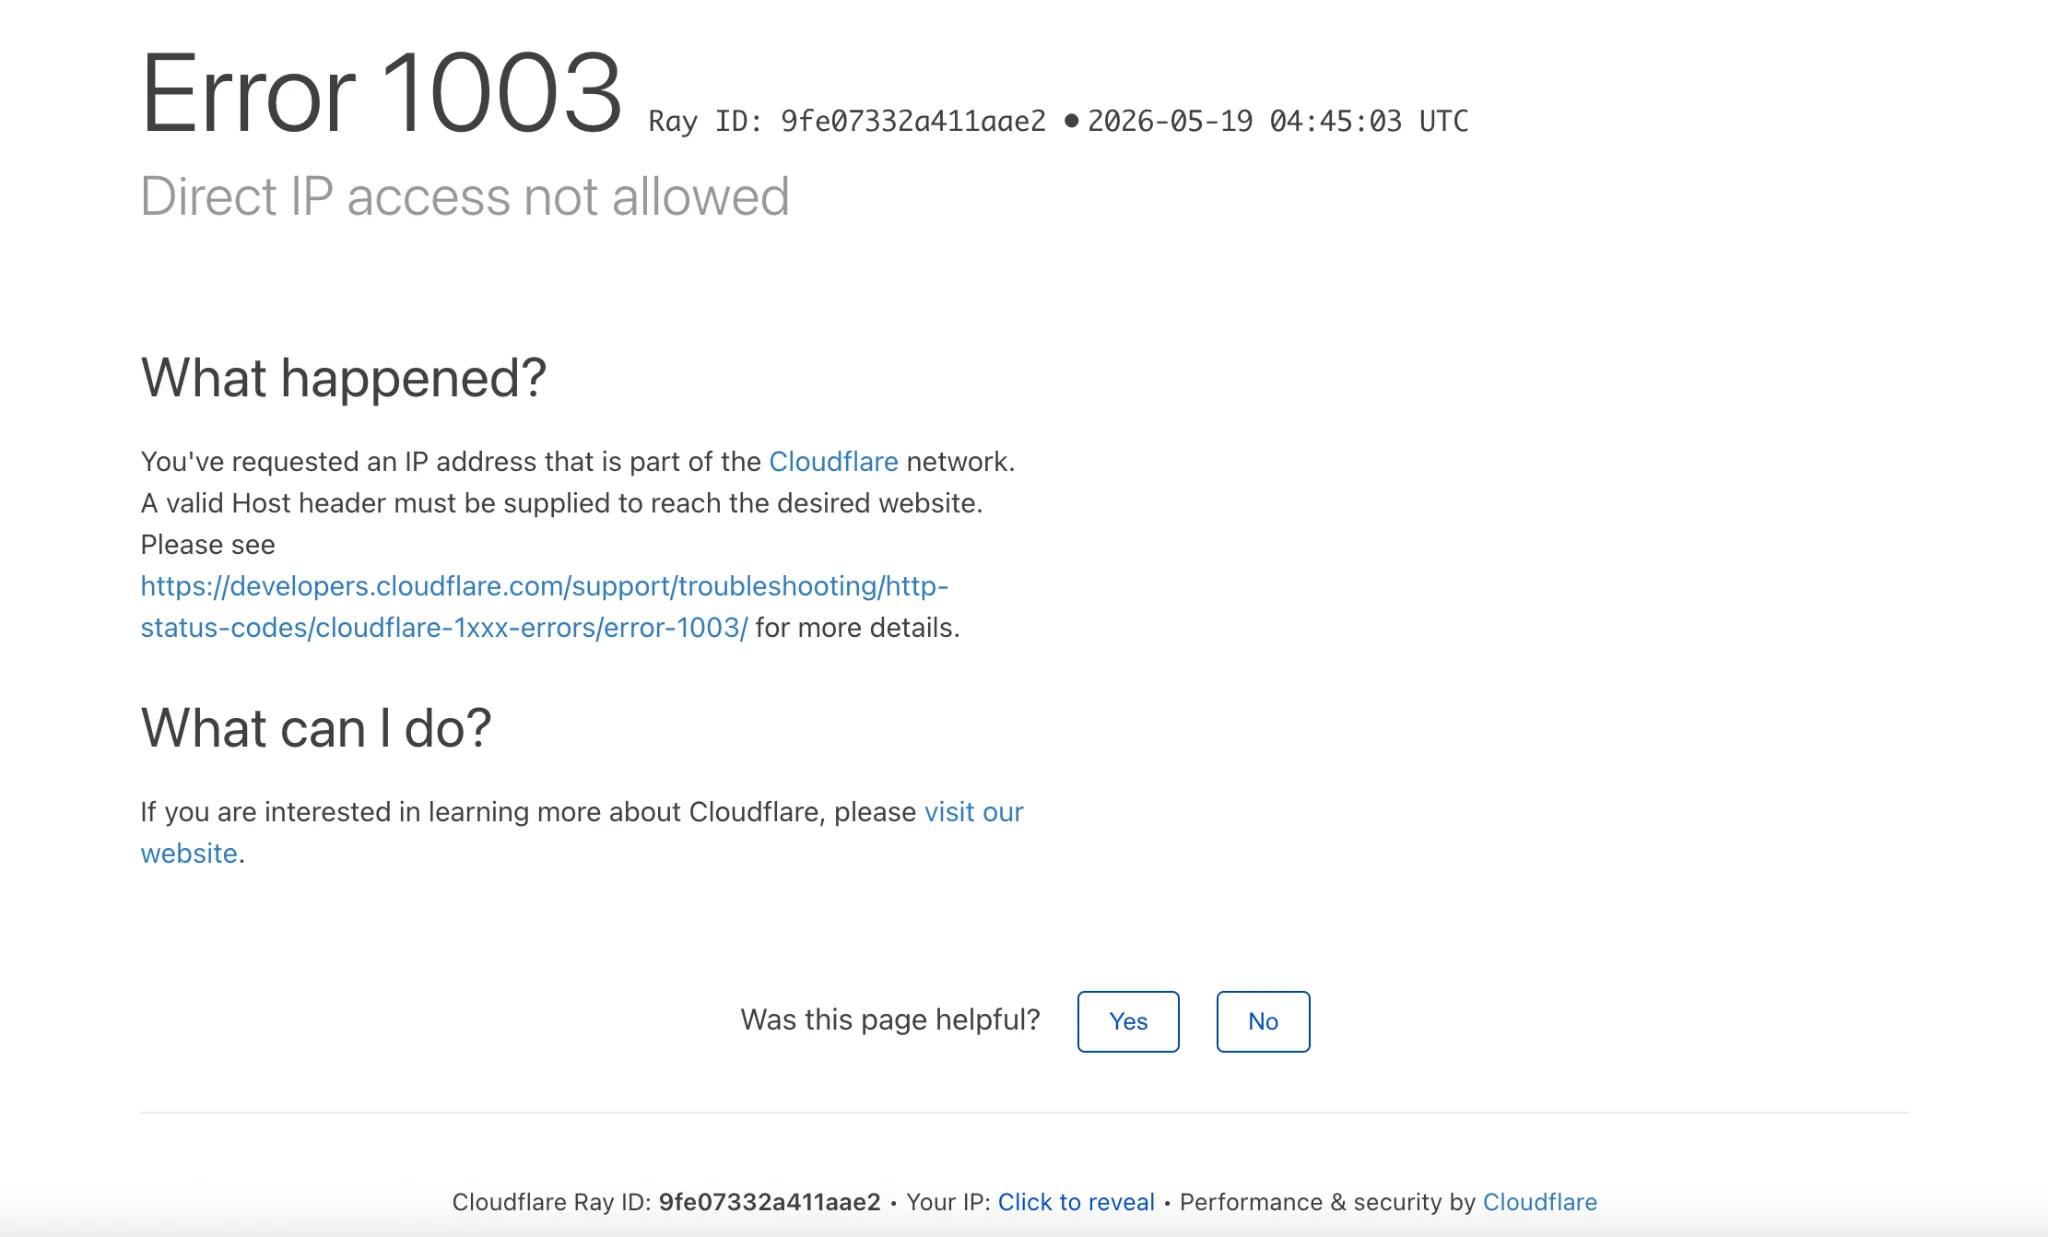 Error 1003 Ray ID: 9fe07332a411aae2 • 2026-05-19 04:45:03 UTC
Direct IP access not allowed
What happened?
You've requested an IP address that is part of the Cloudflare network.
A valid Host header must be supplied to reach the desired website.
Please see
https://developers.cloudflare.com/support/troubleshooting/http-
status-codes/cloudflare-1xxx-errors/error-1003/ for more details.
What can I do?
If you are interested in learning more about Cloudflare, please visit our
website.
Was this page helpful? Yes No
Cloudflare Ray ID: 9fe07332a411aae2 • Your IP: Click to reveal • Performance & security by Cloudflare